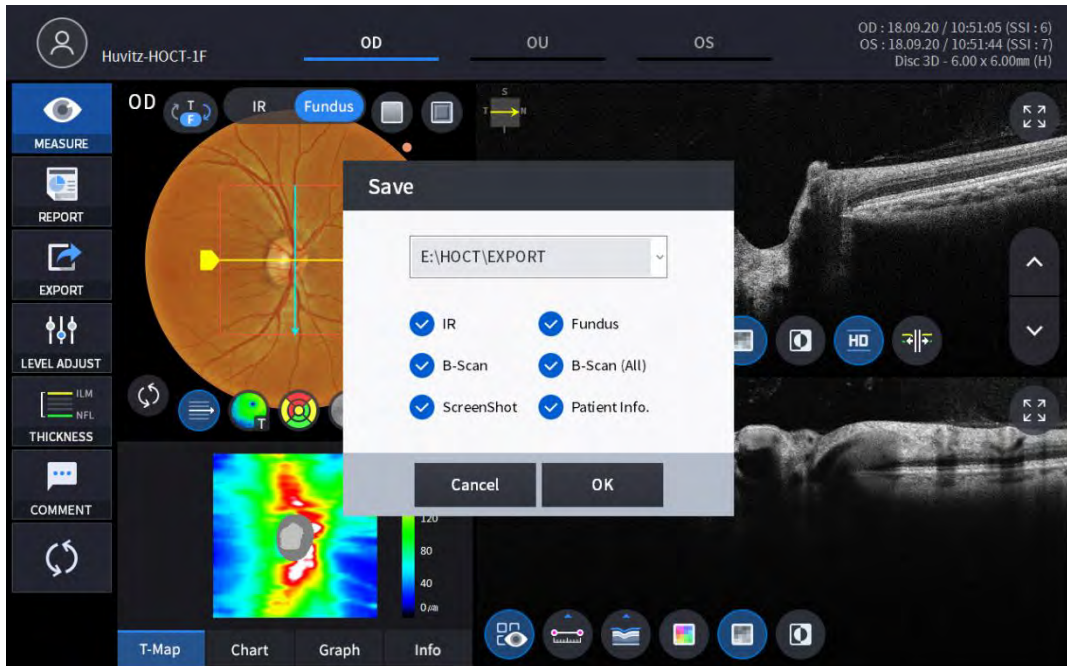 Huvitz-HOCT-1F
OD
OU
OS
OD : 18.09.20 / 10:51:05 (SSI : 6)
OS : 18.09.20 / 10:51:44 (SSI : 7)
Disc 3D - 6.00 x 6.00mm (H)
MEASURE
REPORT
EXPORT
LEVEL ADJUST
ILM
NFL
THICKNESS
COMMENT
OD
T
F
IR
Fundus
S
T N
I
Save
E:\HOCT\EXPORT
IR
Fundus
B-Scan
B-Scan (All)
ScreenShot
Patient Info.
Cancel
OK
HD
T
120
80
40
0 μm
T-Map
Chart
Graph
Info